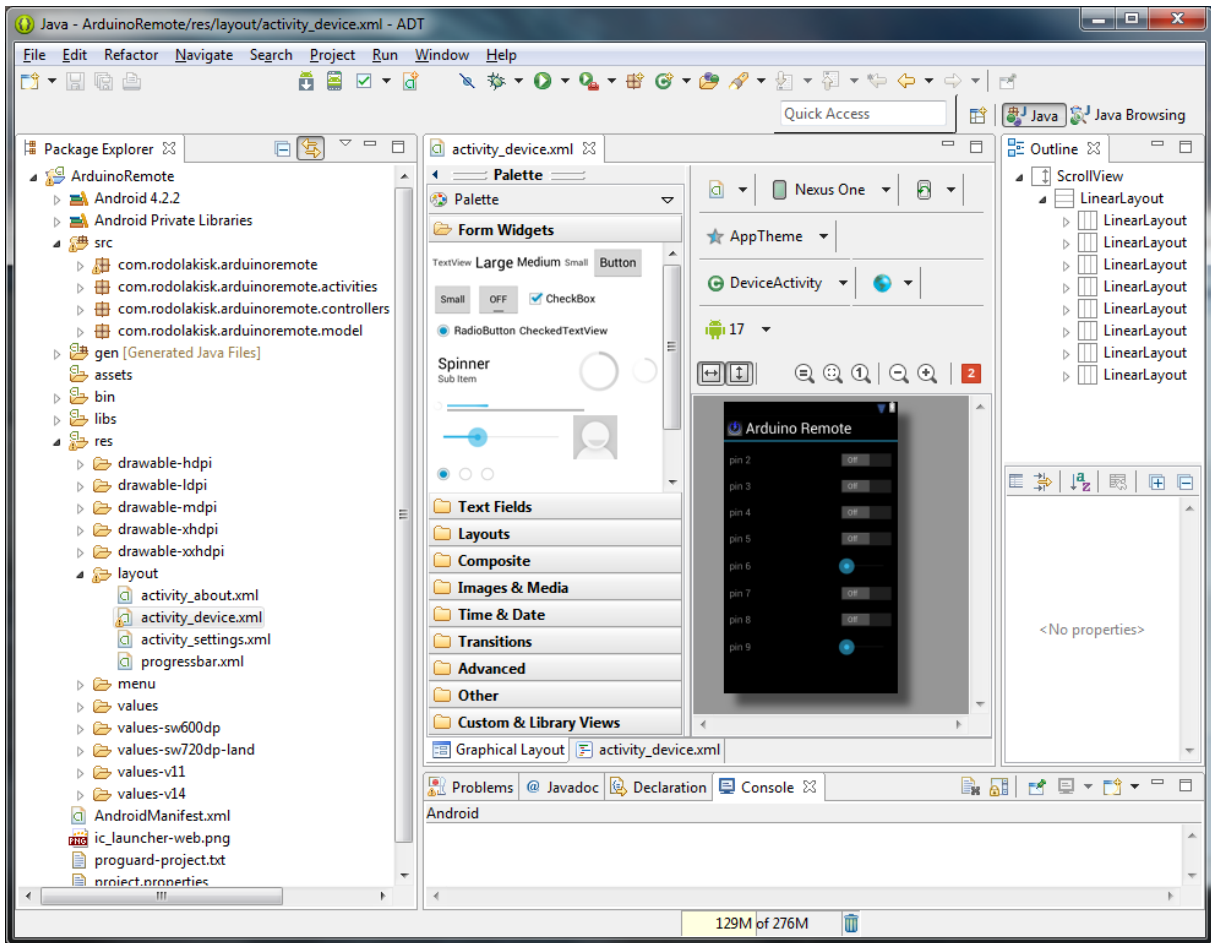 Java - ArduinoRemote/res/layout/activity_device.xml - ADT
File Edit Refactor Navigate Search Project Run Window Help
Quick Access
Java
Java Browsing
Package Explorer
ArduinoRemote
Android 4.2.2
Android Private Libraries
src
com.rodolakisk.arduinoremote
com.rodolakisk.arduinoremote.activities
com.rodolakisk.arduinoremote.controllers
com.rodolakisk.arduinoremote.model
gen [Generated Java Files]
assets
bin
libs
res
drawable-hdpi
drawable-ldpi
drawable-mdpi
drawable-xhdpi
drawable-xxhdpi
layout
activity_about.xml
activity_device.xml
activity_settings.xml
progressbar.xml
menu
values
values-sw600dp
values-sw720dp-land
values-v11
values-v14
AndroidManifest.xml
ic_launcher-web.png
proguard-project.txt
project.properties
activity_device.xml
Palette
Palette
Form Widgets
TextView Large Medium Small Button
Small OFF CheckBox
RadioButton CheckedTextView
Spinner
Sub Item
Text Fields
Layouts
Composite
Images & Media
Time & Date
Transitions
Advanced
Other
Custom & Library Views
Nexus One
AppTheme
DeviceActivity
17
2
Arduino Remote
pin 2 Off
pin 3 Off
pin 4 Off
pin 5 Off
pin 6
pin 7 Off
pin 8 Off
pin 9
Graphical Layout activity_device.xml
Outline
ScrollView
LinearLayout
LinearLayout
LinearLayout
LinearLayout
LinearLayout
LinearLayout
LinearLayout
LinearLayout
LinearLayout
<No properties>
Problems @ Javadoc Declaration Console
Android
129M of 276M